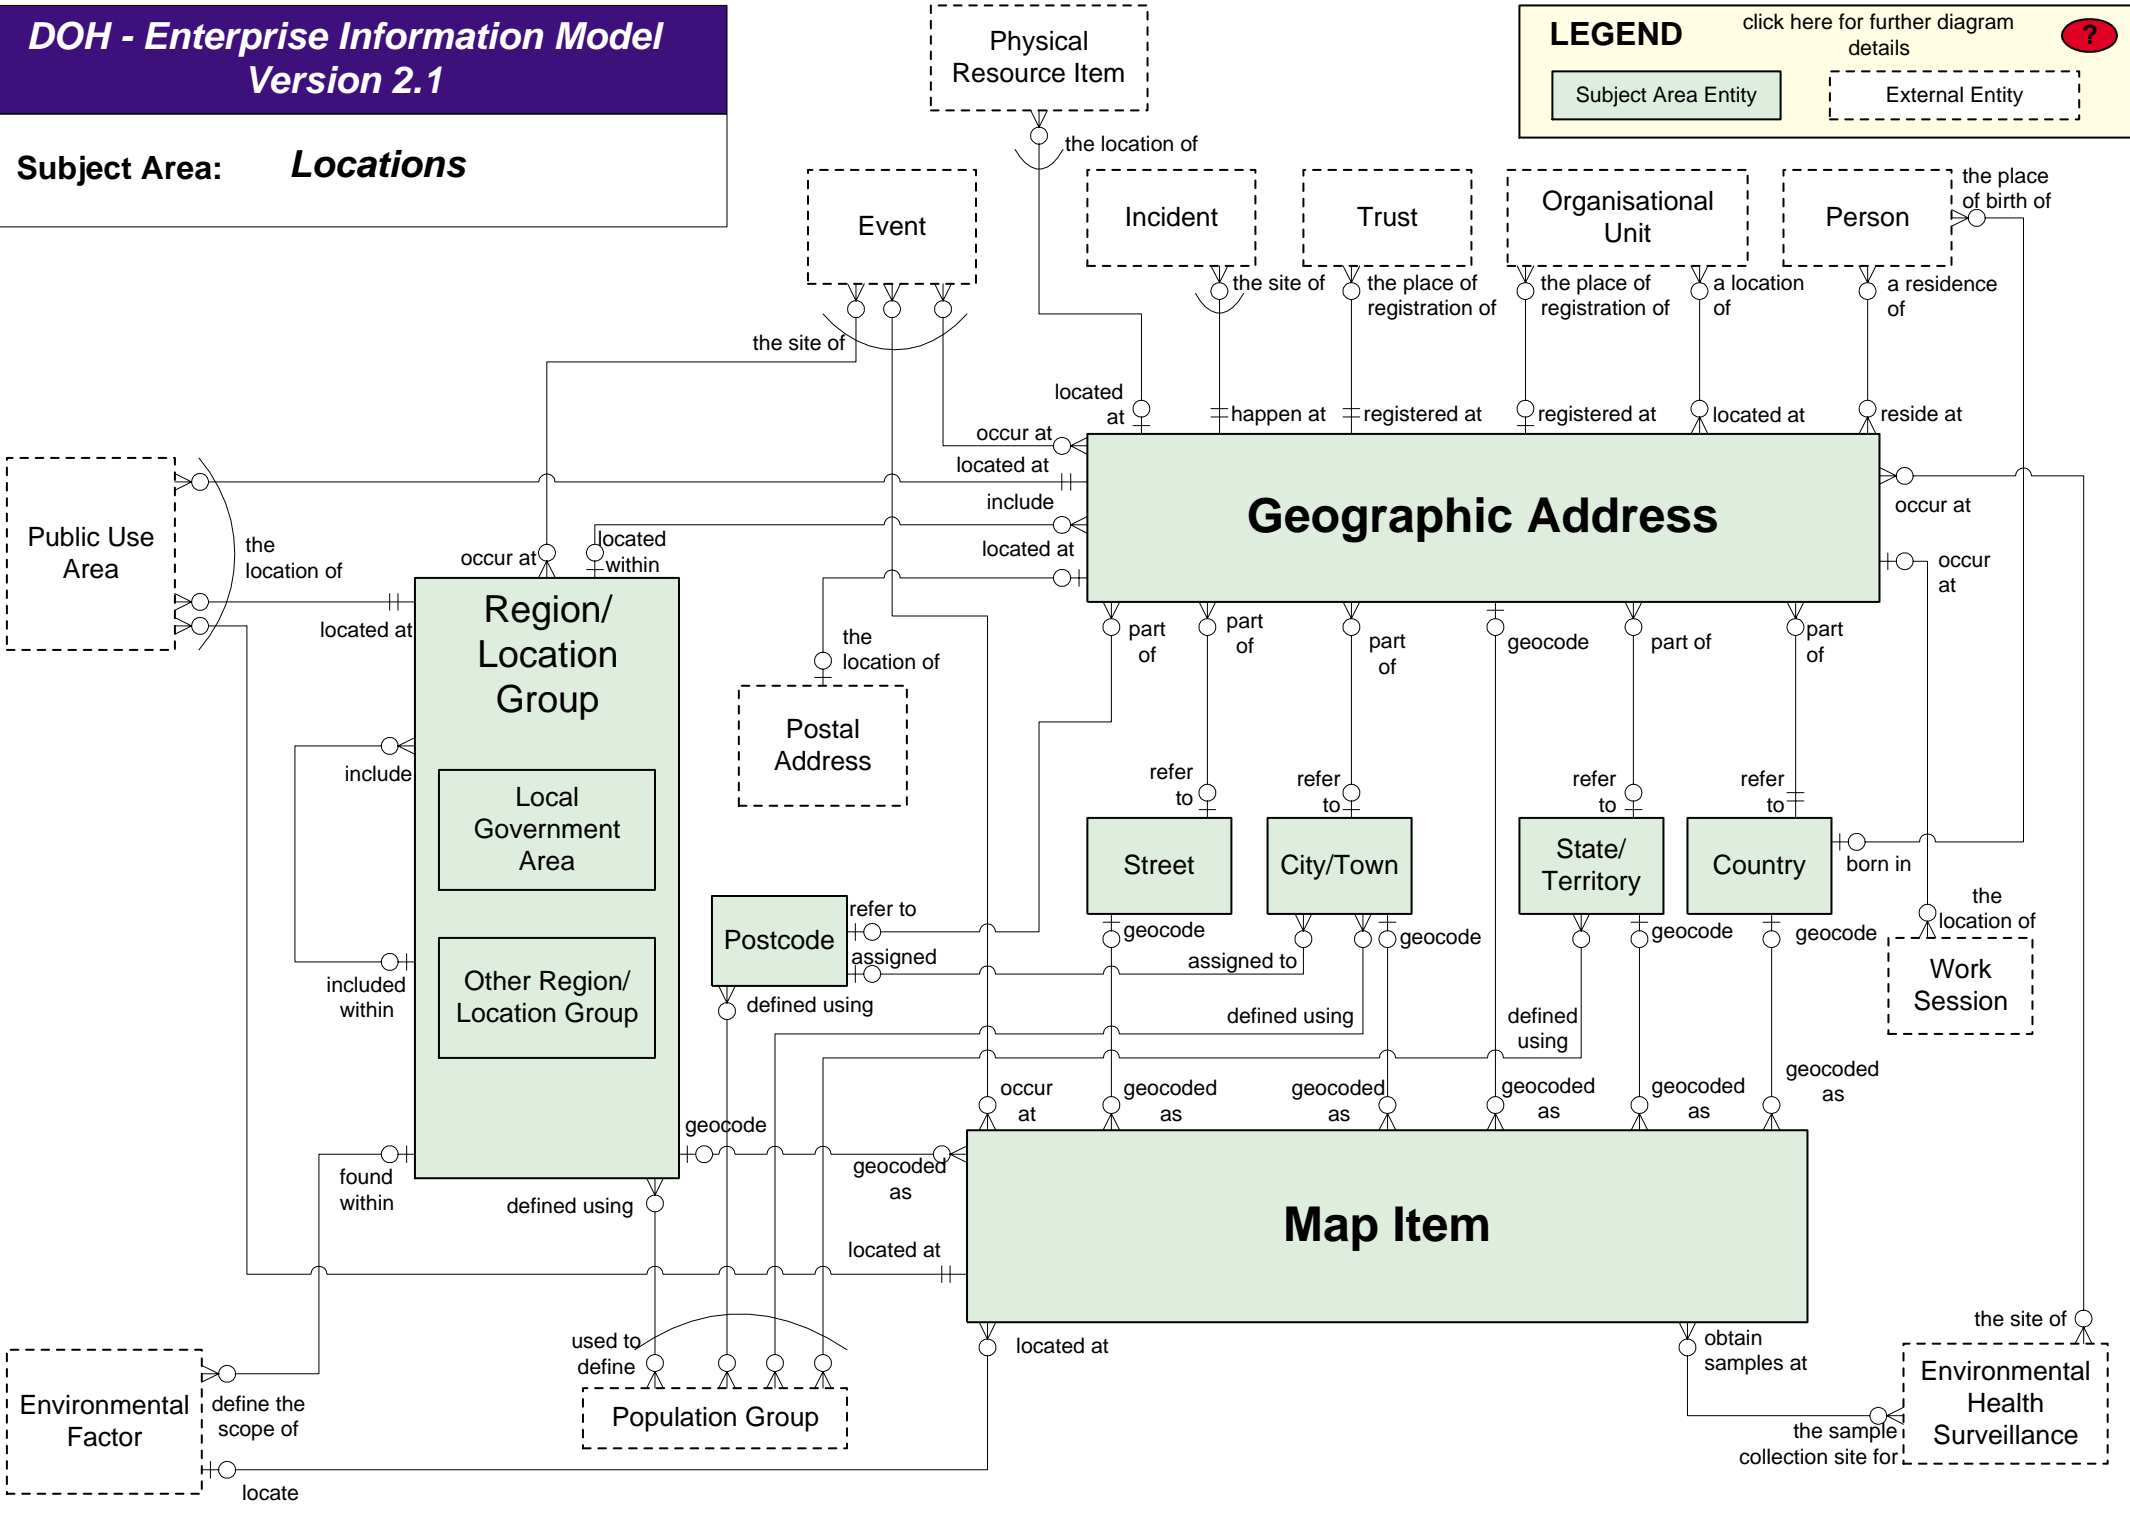 DOH - Enterprise Information Model
Version 2.1
Subject Area: Locations
LEGEND
click here for further diagram
details
?
Subject Area Entity
External Entity
Physical
Resource Item
the location of
Event
the site of
Incident
the site of
Trust
the place of
registration of
Organisational
Unit
the place of
registration of
a location
of
Person
the place
of birth of
a residence
of
located
at
happen at
registered at
registered at
located at
reside at
occur at
located at
include
located at
Geographic Address
occur at
occur
at
Public Use
Area
the
location of
located at
occur at
located
within
Region/
Location
Group
include
Local
Government
Area
Other Region/
Location Group
included
within
found
within
the
location of
Postal
Address
part
of
part
of
part
of
geocode
part of
part
of
refer
to
refer
to
refer
to
refer
to
Street
City/Town
State/
Territory
Country
born in
Postcode
refer to
assigned
defined using
geocode
assigned to
geocode
geocode
geocode
defined using
defined
using
the
location of
Work
Session
geocode
geocoded
as
defined using
occur
at
geocoded
as
geocoded
as
geocoded
as
geocoded
as
geocoded
as
Map Item
located at
located at
obtain
samples at
the site of
Environmental
Health
Surveillance
the sample
collection site for
used to
define
Population Group
Environmental
Factor
define the
scope of
locate